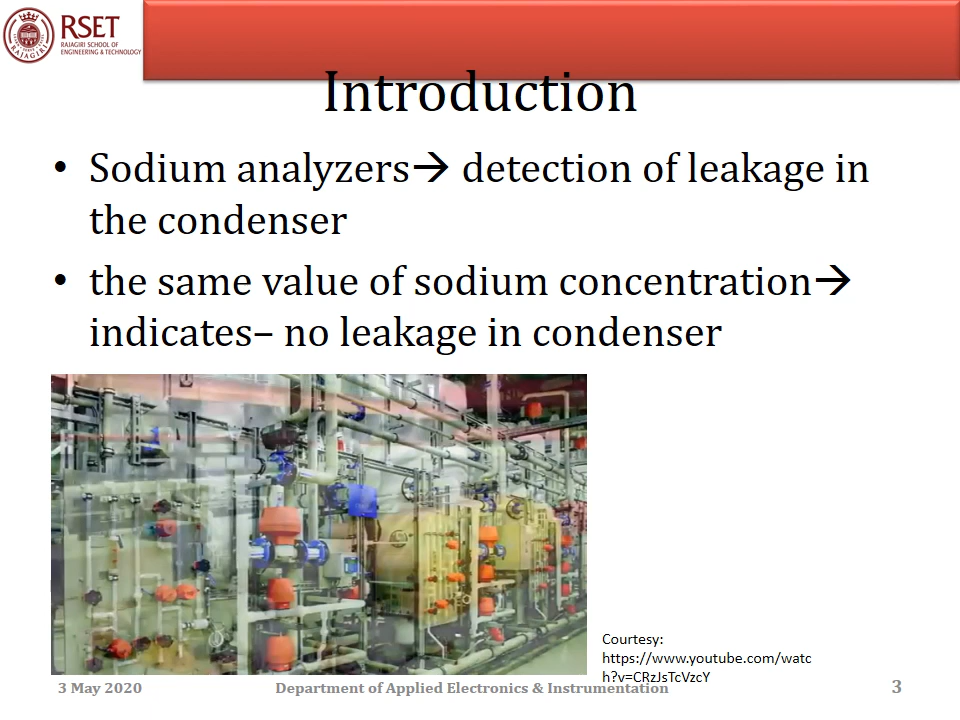 RSET
RAJAGIRI SCHOOL OF
ENGINEERING & TECHNOLOGY
RAJAGIRI
Introduction
• Sodium analyzers→ detection of leakage in
the condenser
• the same value of sodium concentration→
indicates– no leakage in condenser
Courtesy:
https://www.youtube.com/watc
h?v=CRzJsTcVzcY
3 May 2020
Department of Applied Electronics & Instrumentation
3